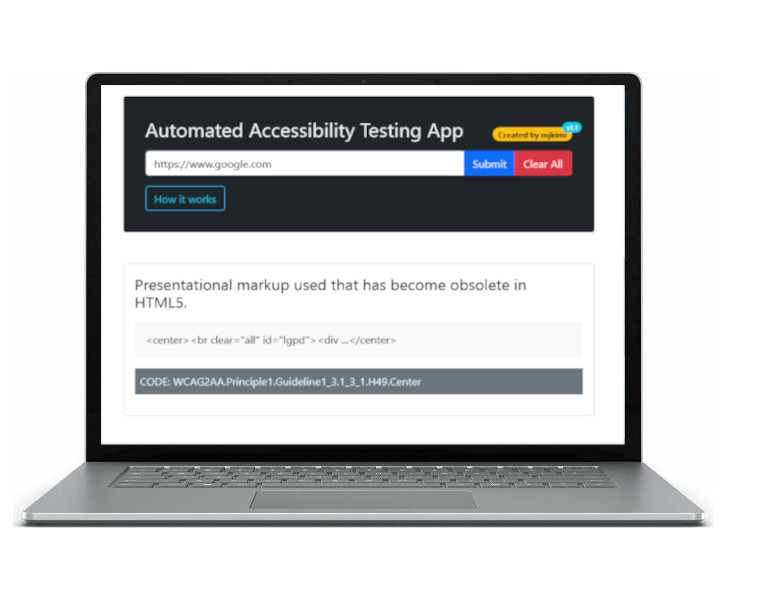 Automated Accessibility Testing App
Created by mjkimi
v1.1
https://www.google.com
Submit
Clear All
How it works
Presentational markup used that has become obsolete in
HTML5.
<center><br clear="all" id="lgpd"><div ...</center>
CODE: WCAG2AA.Principle1.Guideline1_3.1_3_1.H49.Center